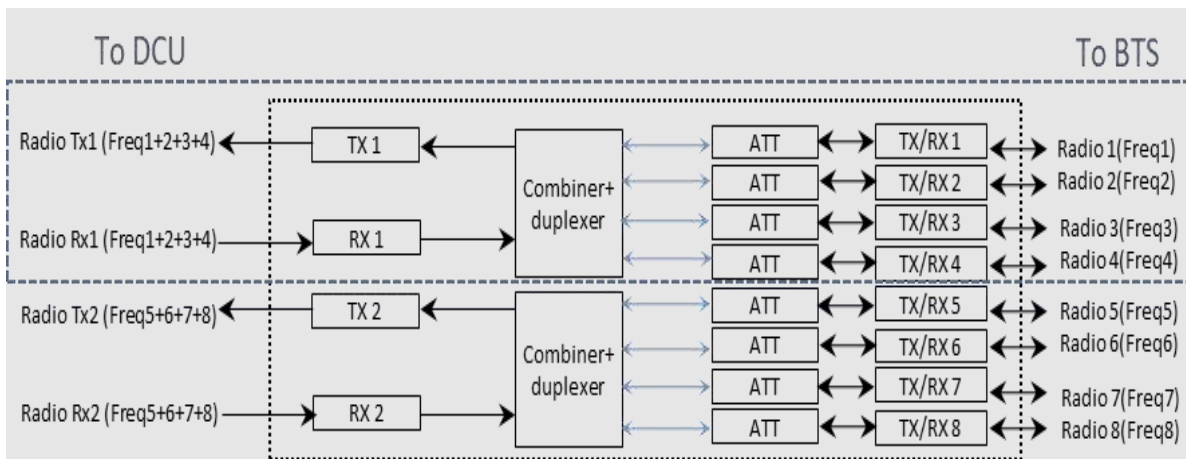 To DCU
To BTS
Radio Tx1 (Freq1+2+3+4)
TX 1
ATT
TX/RX 1
Radio 1(Freq1)
Combiner+
duplexer
ATT
TX/RX 2
Radio 2(Freq2)
Radio Rx1 (Freq1+2+3+4)
RX 1
ATT
TX/RX 3
Radio 3(Freq3)
ATT
TX/RX 4
Radio 4(Freq4)
Radio Tx2 (Freq5+6+7+8)
TX 2
ATT
TX/RX 5
Radio 5(Freq5)
Combiner+
duplexer
ATT
TX/RX 6
Radio 6(Freq6)
Radio Rx2 (Freq5+6+7+8)
RX 2
ATT
TX/RX 7
Radio 7(Freq7)
ATT
TX/RX 8
Radio 8(Freq8)